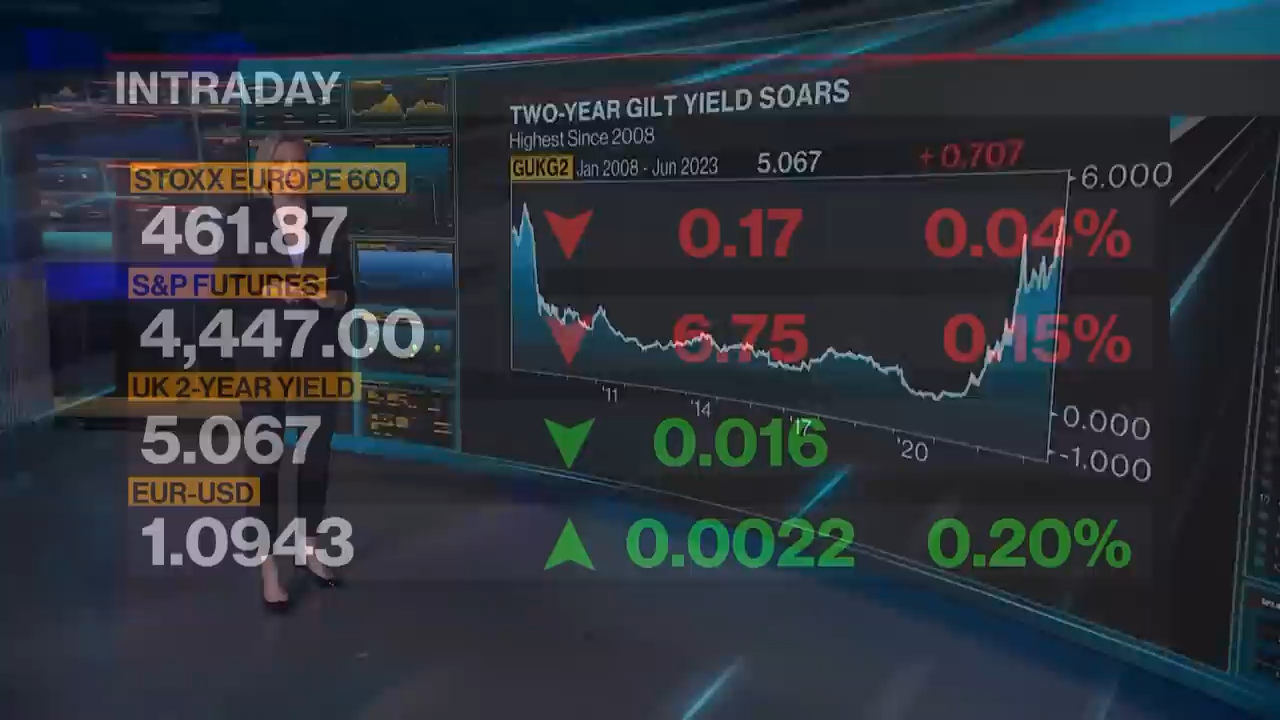 INTRADAY
STOXX EUROPE 600
461.87 0.17 0.04%
S&P FUTURES
4,447.00 6.75 0.15%
UK 2-YEAR YIELD
5.067 0.016
EUR-USD
1.0943 0.0022 0.20%
TWO-YEAR GILT YIELD SOARS
Highest Since 2008
GUKG2 Jan 2008 - Jun 2023 5.067 + 0.707
6.000
0.000
-1.000
'11 '14 '17 '20